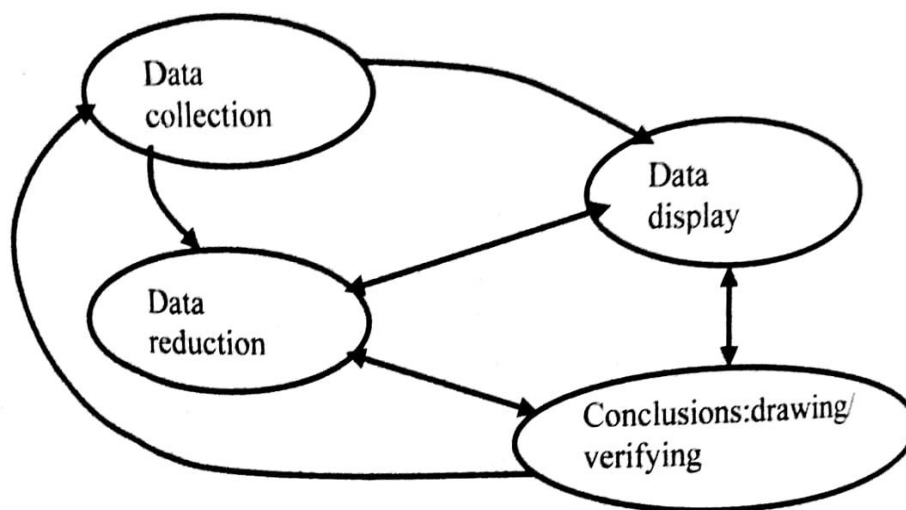 Data
collection
Data
display
Data
reduction
Conclusions:drawing/
verifying